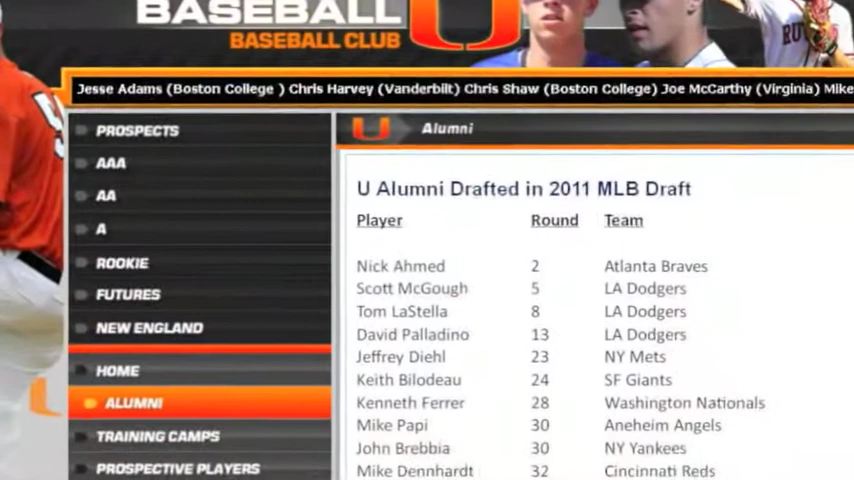 BASEBALL
BASEBALL CLUB
Jesse Adams (Boston College ) Chris Harvey (Vanderbilt) Chris Shaw (Boston College) Joe McCarthy (Virginia) Mike
PROSPECTS
AAA
AA
A
ROOKIE
FUTURES
NEW ENGLAND
HOME
ALUMNI
TRAINING CAMPS
PROSPECTIVE PLAYERS
U Alumni
U Alumni Drafted in 2011 MLB Draft
Player Round Team
Nick Ahmed 2 Atlanta Braves
Scott McGough 5 LA Dodgers
Tom LaStella 8 LA Dodgers
David Palladino 13 LA Dodgers
Jeffrey Diehl 23 NY Mets
Keith Bilodeau 24 SF Giants
Kenneth Ferrer 28 Washington Nationals
Mike Papi 30 Aneheim Angels
John Brebbia 30 NY Yankees
Mike Dennhardt 32 Cincinnati Reds